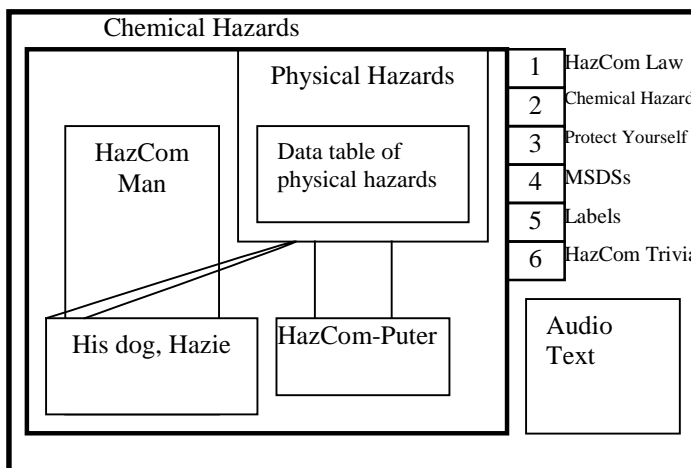 Chemical Hazards
Physical Hazards
Data table of
physical hazards
HazCom
Man
His dog, Hazie
HazCom-Puter
1 HazCom Law
2 Chemical Hazard
3 Protect Yourself
4 MSDSs
5 Labels
6 HazCom Trivia
Audio
Text